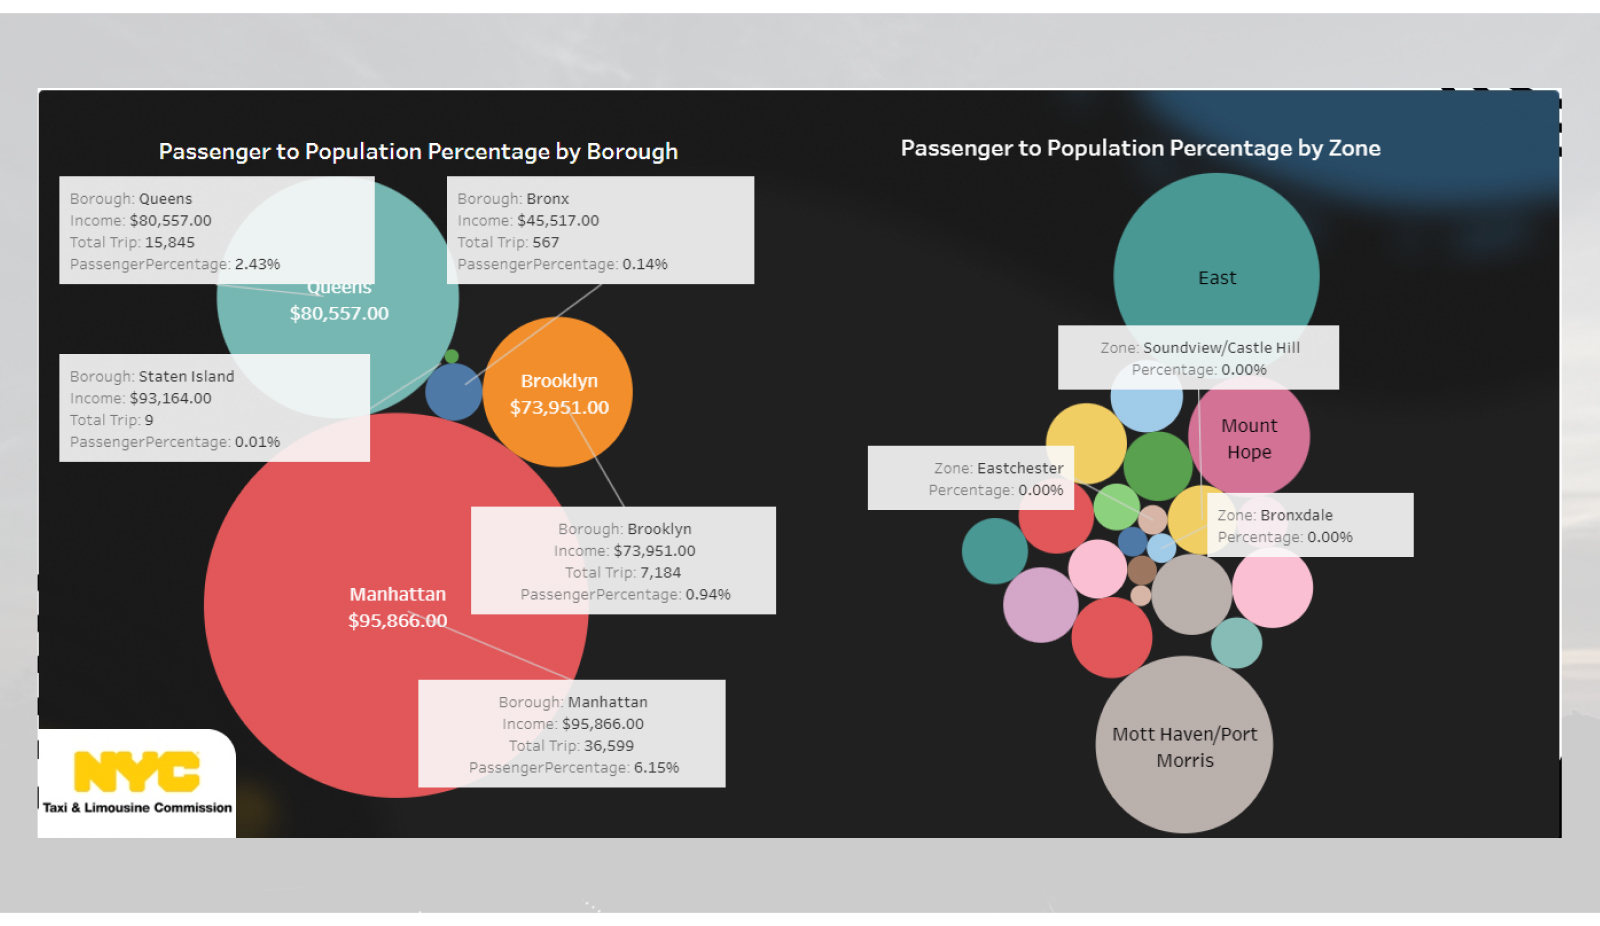 Passenger to Population Percentage by Borough
Borough: Queens
Income: $80,557.00
Total Trip: 15,845
PassengerPercentage: 2.43%
Borough: Bronx
Income: $45,517.00
Total Trip: 567
PassengerPercentage: 0.14%
Queens
$80,557.00
Borough: Staten Island
Income: $93,164.00
Total Trip: 9
PassengerPercentage: 0.01%
Brooklyn
$73,951.00
Borough: Brooklyn
Income: $73,951.00
Total Trip: 7,184
PassengerPercentage: 0.94%
Manhattan
$95,866.00
Borough: Manhattan
Income: $95,866.00
Total Trip: 36,599
PassengerPercentage: 6.15%
NYC
Taxi & Limousine Commission
Passenger to Population Percentage by Zone
East
Zone: Soundview/Castle Hill
Percentage: 0.00%
Mount
Hope
Zone: Eastchester
Percentage: 0.00%
Zone: Bronxdale
Percentage: 0.00%
Mott Haven/Port
Morris